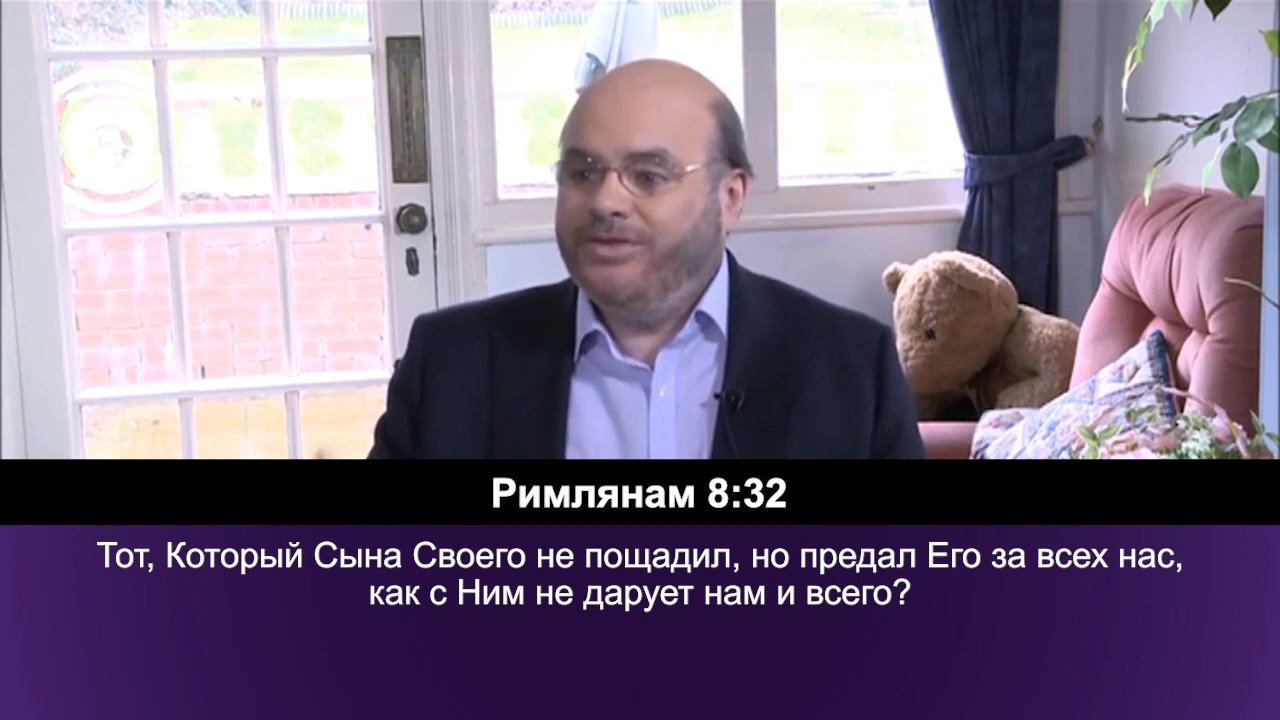 Римлянам 8:32
Тот, Который Сына Своего не пощадил, но предал Его за всех нас,
как с Ним не дарует нам и всего?